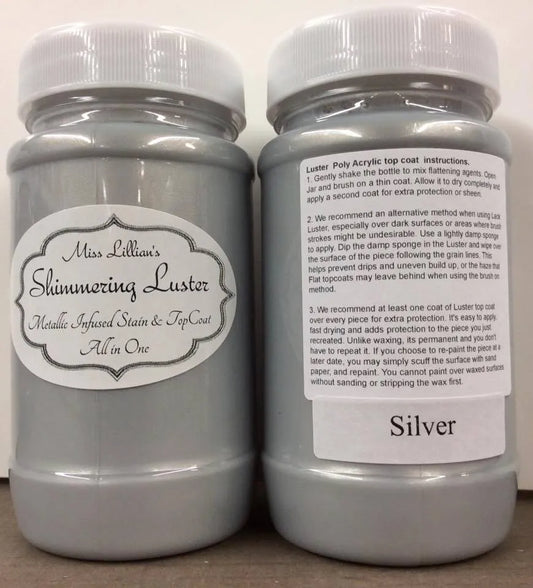 Miss Lillian's
Shimmering Luster
Metallic Infused Stain & TopCoat
All in One
Luster Poly Acrylic top coat instructions.
1. Gently shake the bottle to mix flattening agents. Open
Jar and brush on a thin coat. Allow it to dry completely and
apply a second coat for extra protection or sheen.
2. We recommend an alternative method when using
Luster, especially over dark surfaces or areas where brush
strokes might be undesirable. Use a lightly damp sponge
to apply. Dip the damp sponge in the Luster and wipe over
the surface of the piece following the grain lines. This
helps prevent drips and uneven build up, or the haze that
Flat topcoats may leave behind when using the brush on
method.
3. We recommend at least one coat of Luster top coat
over every piece for extra protection. It's easy to apply,
fast drying and adds protection to the piece you just
recreated. Unlike waxing, its permanent and you don't
have to repeat it. If you choose to re-paint the piece at a
later date, you may simply scuff the surface with sand
paper, and repaint. You cannot paint over waxed surfaces
without sanding or stripping the wax first.
Silver